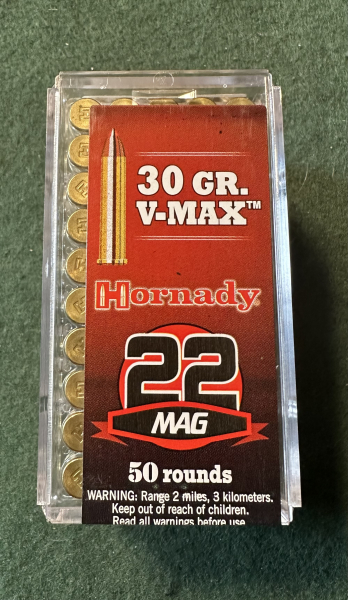 30 GR.
V-MAX™
Hornady®
22
MAG
50 rounds
WARNING: Range 2 miles, 3 kilometers.
Keep out of reach of children.
Read all warnings before use